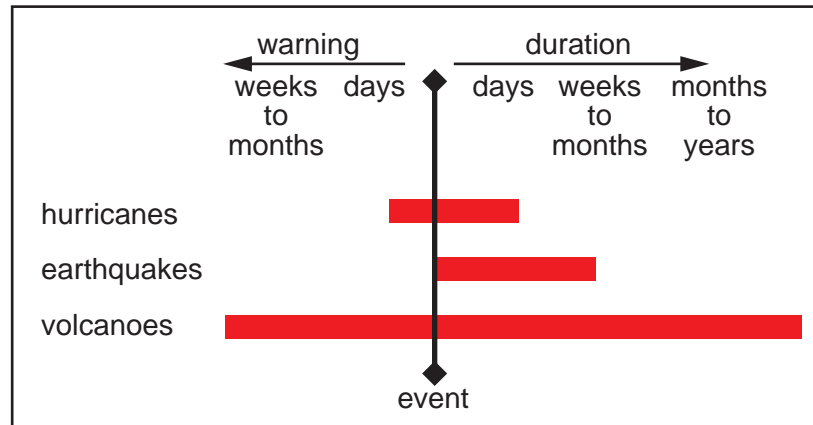 warning duration
weeks days days weeks months
to to to
months months years
hurricanes
earthquakes
volcanoes
event